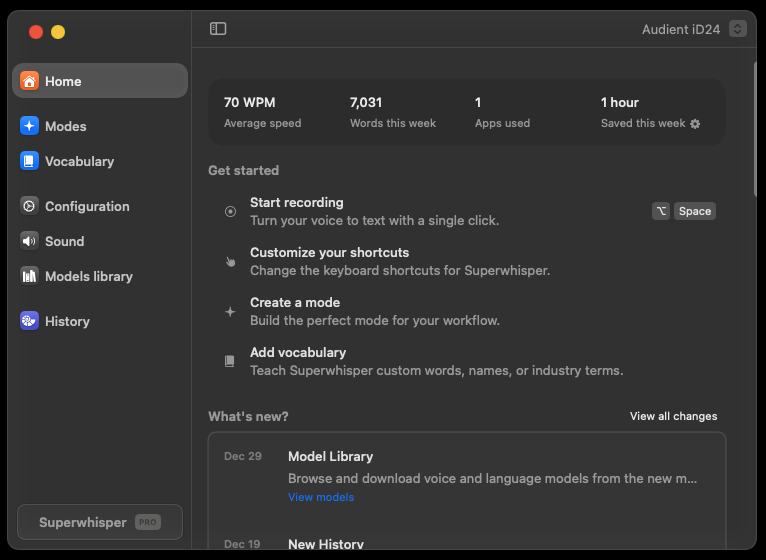 Audient iD24
Home
Modes
Vocabulary
Configuration
Sound
Models library
History
Superwhisper PRO
70 WPM
Average speed
7,031
Words this week
1
Apps used
1 hour
Saved this week
Get started
Start recording
Turn your voice to text with a single click.
⌥ Space
Customize your shortcuts
Change the keyboard shortcuts for Superwhisper.
Create a mode
Build the perfect mode for your workflow.
Add vocabulary
Teach Superwhisper custom words, names, or industry terms.
What's new?
View all changes
Dec 29
Model Library
Browse and download voice and language models from the new m...
View models
Dec 19
New History